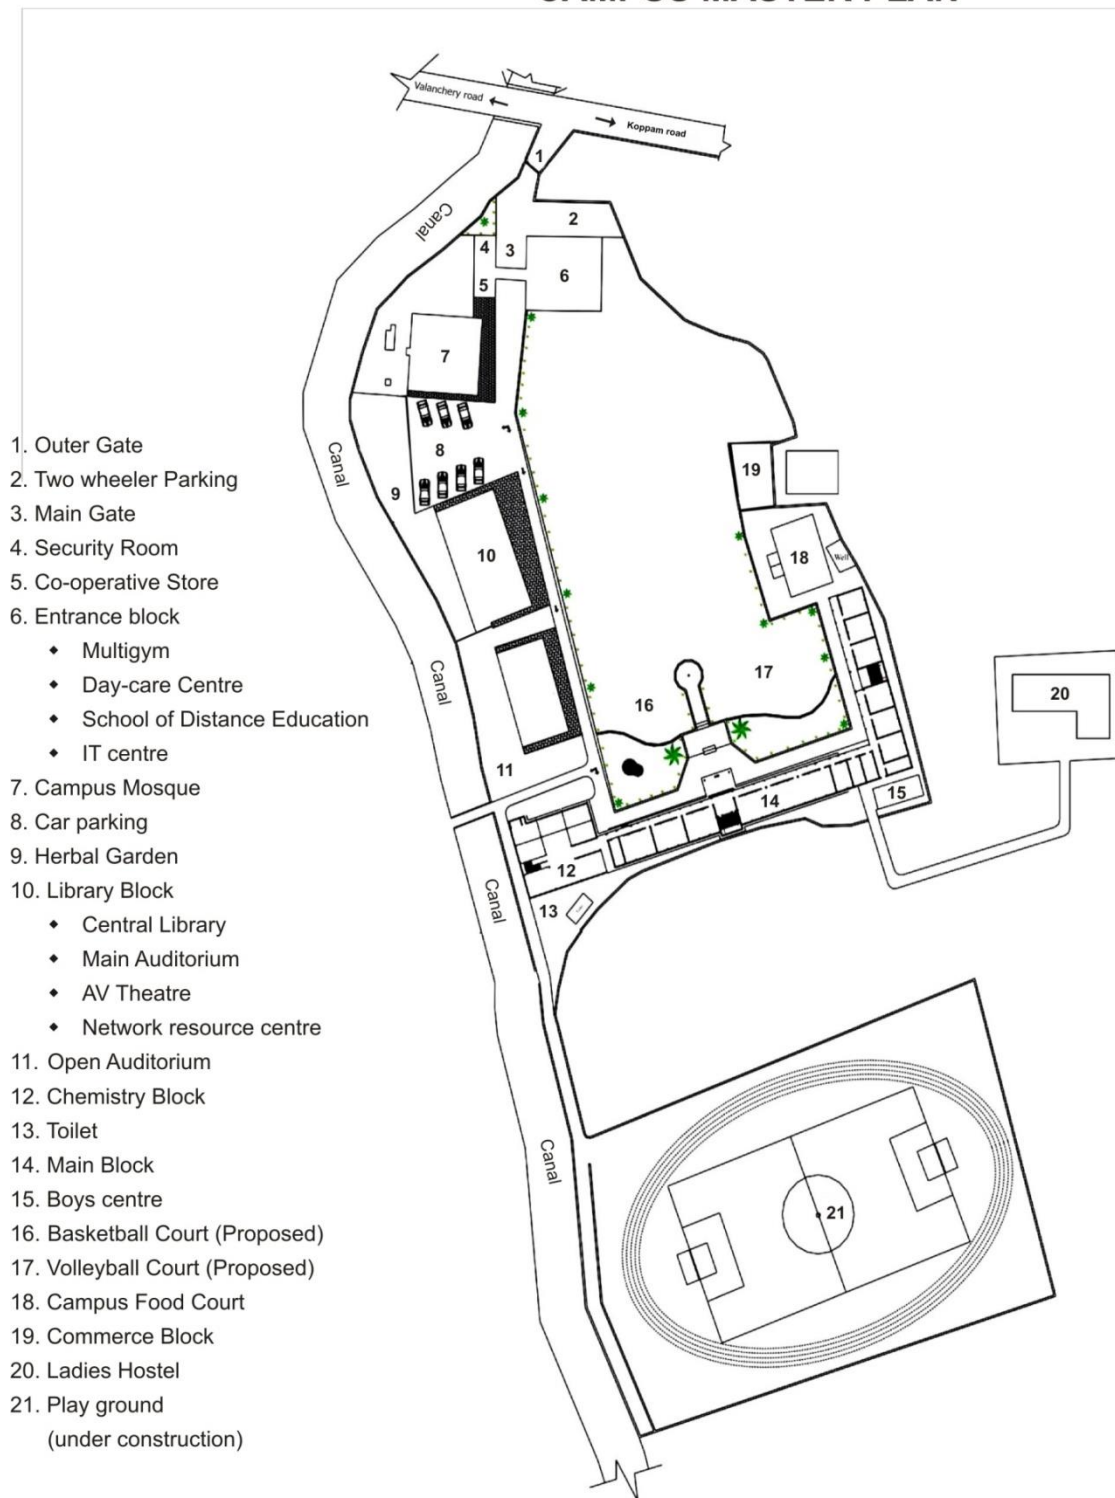 CAMPUS MASTER PLAN
Valanchery road
Koppam road
1
2
Canal
3
4
5
6
7
8
9
Canal
10
19
18
Well
Canal
16
17
20
11
14
15
12
13
Canal
Canal
21
1. Outer Gate
2. Two wheeler Parking
3. Main Gate
4. Security Room
5. Co-operative Store
6. Entrance block
◆ Multigym
◆ Day-care Centre
◆ School of Distance Education
◆ IT centre
7. Campus Mosque
8. Car parking
9. Herbal Garden
10. Library Block
◆ Central Library
◆ Main Auditorium
◆ AV Theatre
◆ Network resource centre
11. Open Auditorium
12. Chemistry Block
13. Toilet
14. Main Block
15. Boys centre
16. Basketball Court (Proposed)
17. Volleyball Court (Proposed)
18. Campus Food Court
19. Commerce Block
20. Ladies Hostel
21. Play ground
(under construction)